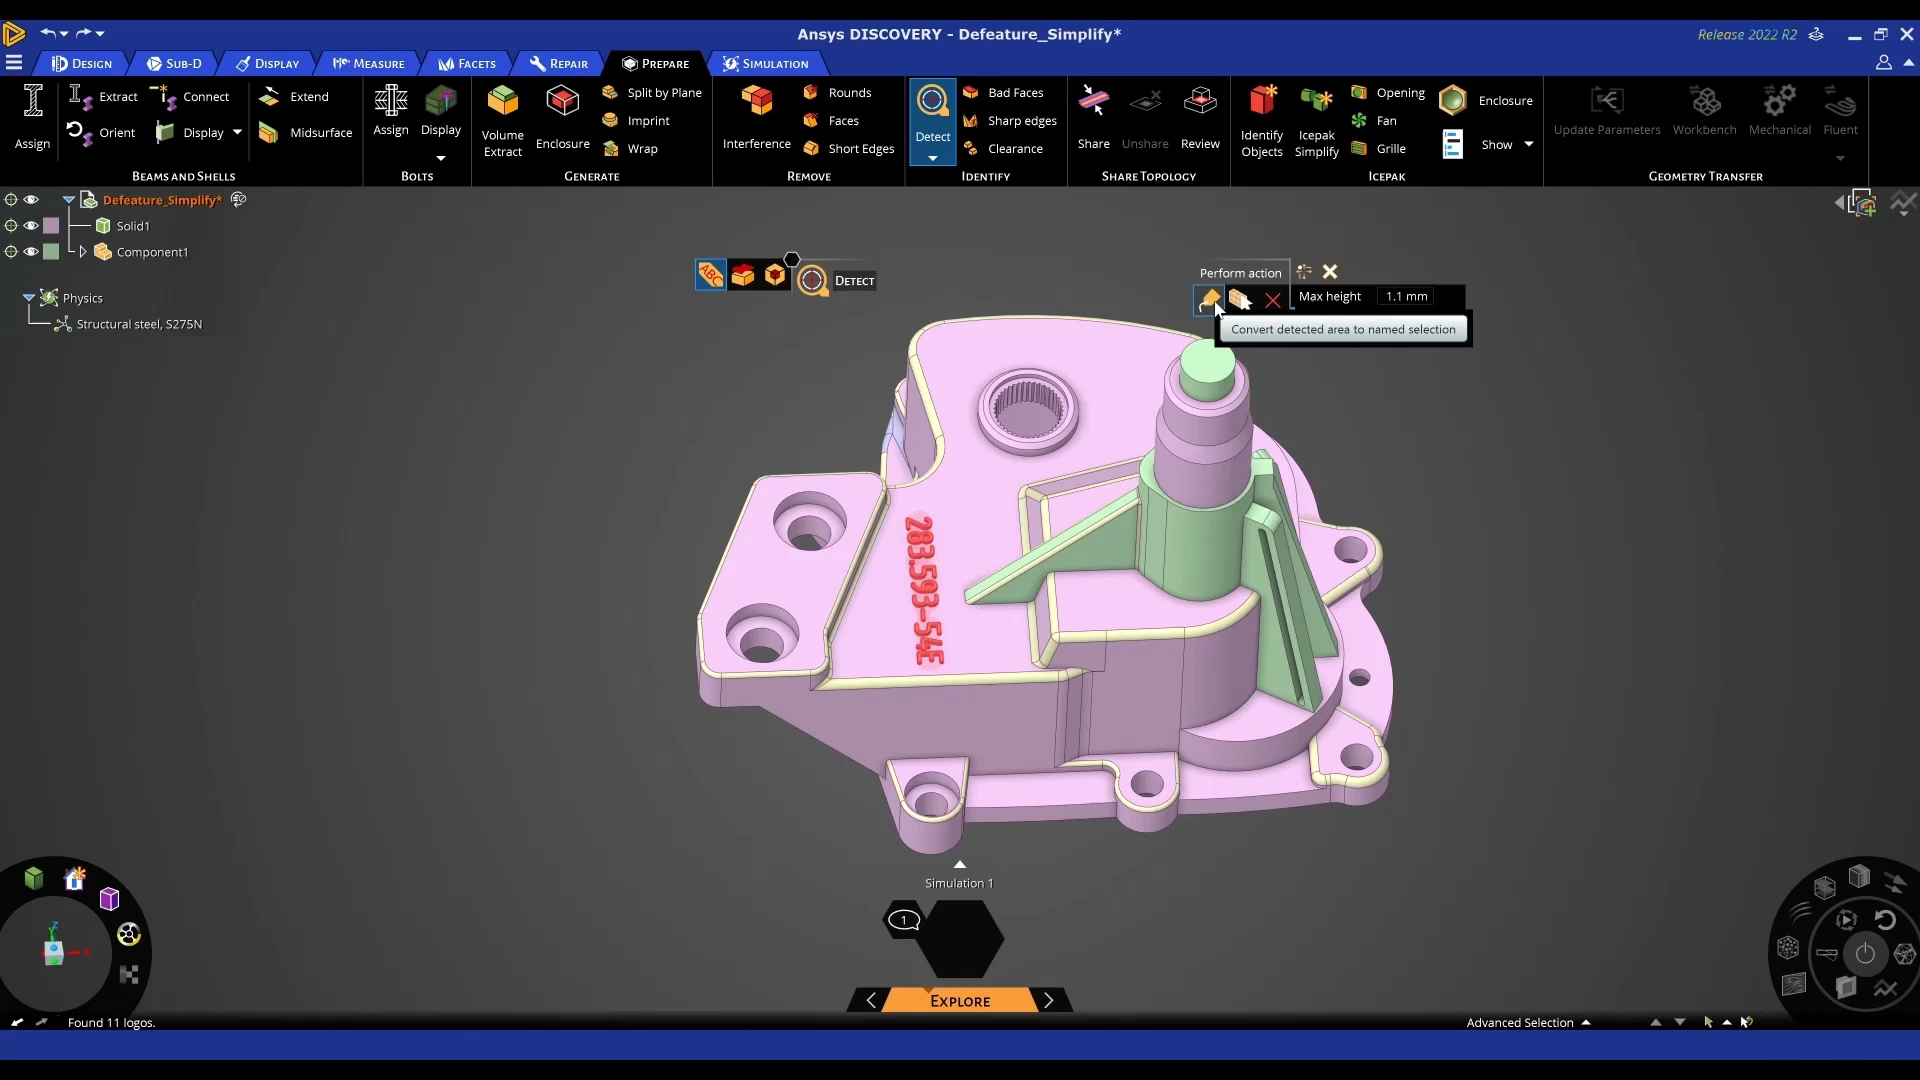 Ansys DISCOVERY - Defeature_Simplify*
Release 2022 R2
DESIGN
SUB-D
DISPLAY
MEASURE
FACETS
REPAIR
PREPARE
SIMULATION
Assign
Extract
Orient
Connect
Display
Extend
Midsurface
BEAMS AND SHELLS
Assign
Display
BOLTS
Volume
Extract
Enclosure
Split by Plane
Imprint
Wrap
GENERATE
Interference
Rounds
Faces
Short Edges
REMOVE
Detect
Bad Faces
Sharp edges
Clearance
IDENTIFY
Share
Unshare
Review
SHARE TOPOLOGY
Identify
Objects
Icepak
Simplify
Opening
Fan
Grille
Enclosure
Show
ICEPAK
Update Parameters
Workbench
Mechanical
Fluent
GEOMETRY TRANSFER
Defeature_Simplify*
Solid1
Component1
Physics
Structural steel, S275N
ABC
DETECT
Perform action
Max height
1.1 mm
Convert detected area to named selection
283.593-54E
Simulation 1
1
EXPLORE
Z
X
Found 11 logos.
Advanced Selection